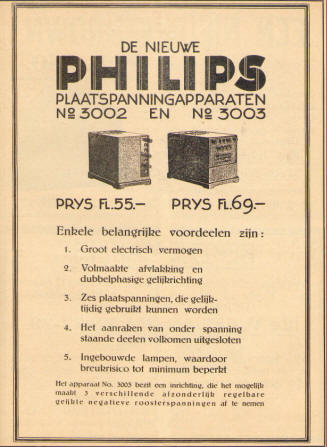 DE NIEUWE
PHILIPS
PLAATSPANNINGAPPARATEN
Nº 3002 EN Nº 3003
PRYS FL.55.— PRYS FL.69.—
Enkele belangrijke voordeelen zijn:
1. Groot electrisch vermogen
2. Volmaakte afvlakking en
dubbelphasige gelijkrichting
3. Zes plaatspanningen, die gelijk-
tijdig gebruikt kunnen worden
4. Het aanraken van onder spanning
staande deelen volkomen uitgesloten
5. Ingebouwde lampen, waardoor
breukrisico tot minimum beperkt
Het apparaat No. 3003 bezit een inrichting, die het mogelijk
maakt 3 verschillende afzonderlijk regelbare
gelijkte negatieve roosterspanningen af te nemen